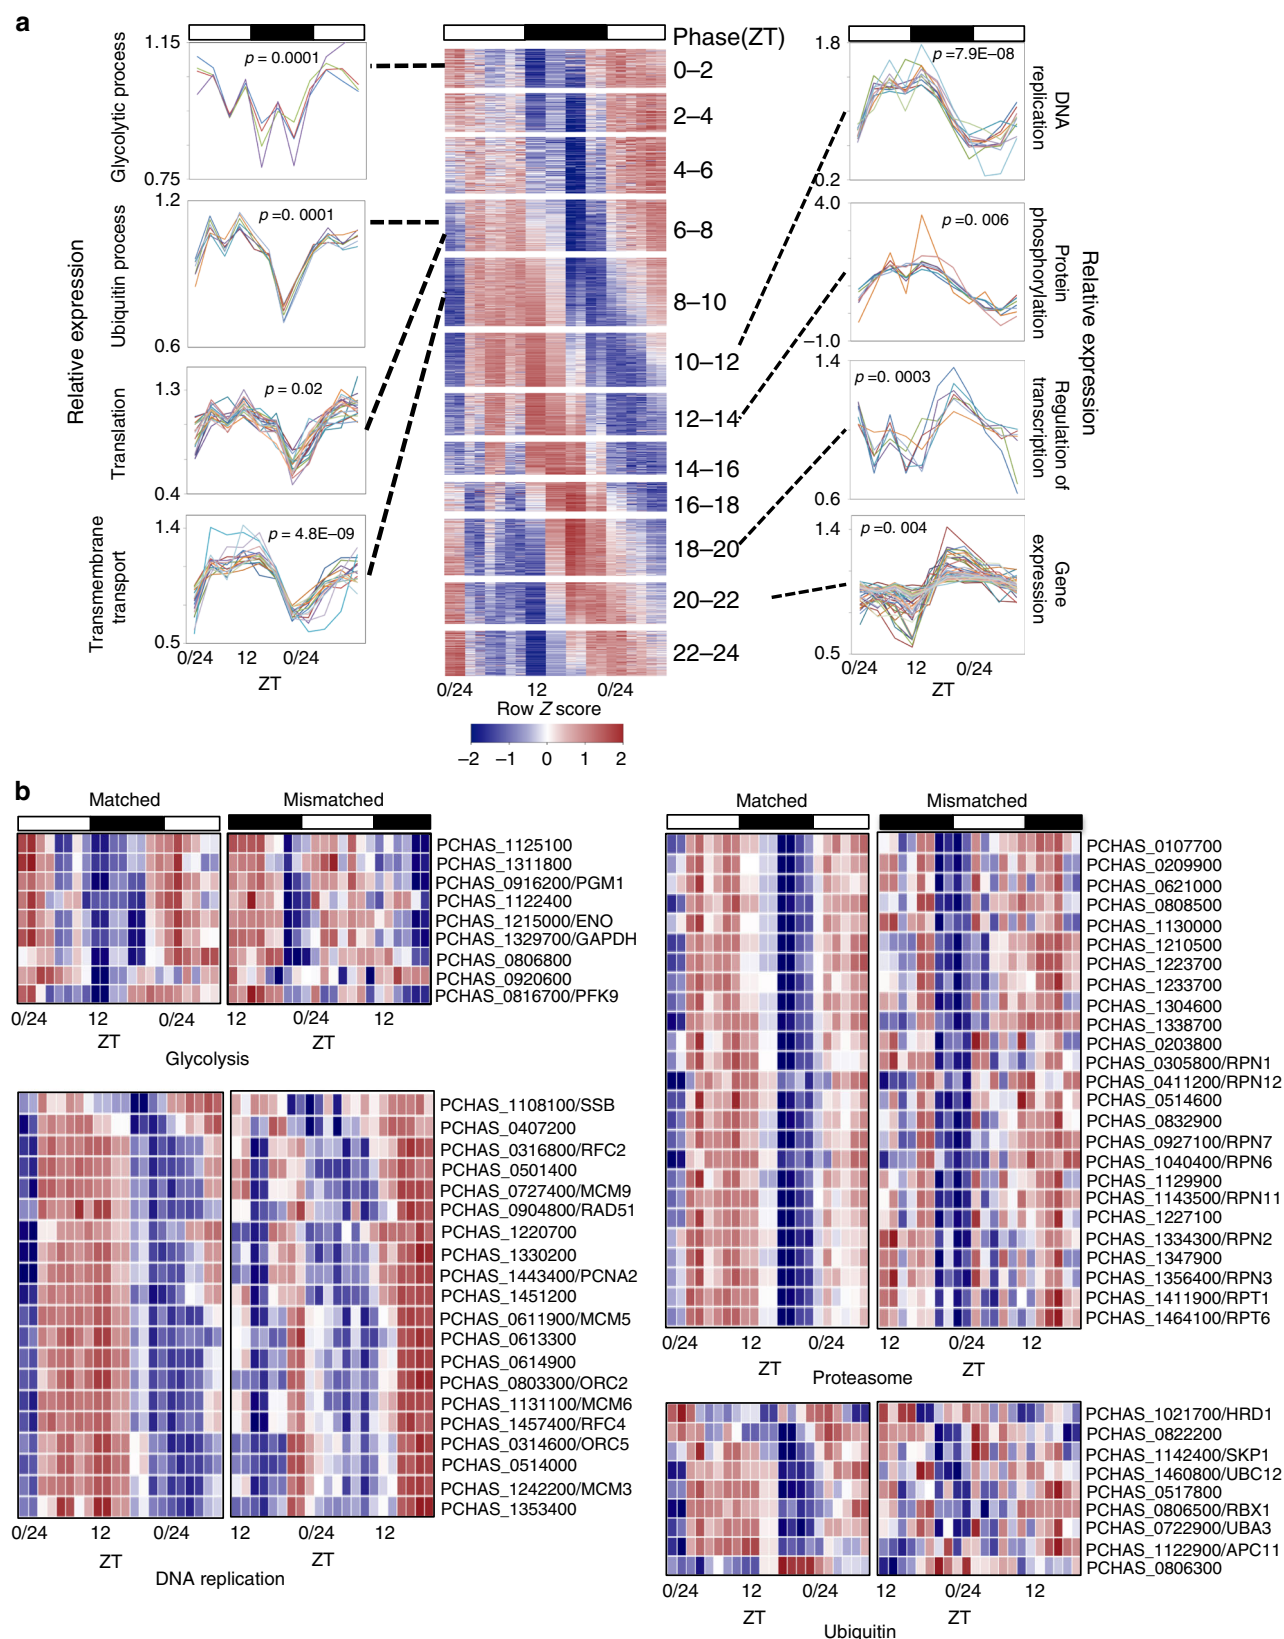 a
Glycolytic process
1.15
0.75
p = 0.0001
Relative expression
Ubiquitin process
1.2
0.6
p =0. 0001
Translation
1.3
0.4
p = 0.02
Transmembrane
transport
1.4
0.5
p = 4.8E–09
0/24 12 0/24
ZT
Phase(ZT)
0–2
2–4
4–6
6–8
8–10
10–12
12–14
14–16
16–18
18–20
20–22
22–24
0/24 12 0/24
Row Z score
–2 –1 0 1 2
1.8
0.2
p =7.9E–08
DNA
replication
4.0
–1.0
p =0. 006
Protein
phosphorylation
Relative expression
1.4
0.6
p =0. 0003
Regulation of
transcription
1.4
0.5
p =0. 004
Gene
expression
0/24 12 0/24
ZT
b
Matched Mismatched
PCHAS_1125100
PCHAS_1311800
PCHAS_0916200/PGM1
PCHAS_1122400
PCHAS_1215000/ENO
PCHAS_1329700/GAPDH
PCHAS_0806800
PCHAS_0920600
PCHAS_0816700/PFK9
0/24 12 0/24 12 0/24 12
ZT ZT
Glycolysis
PCHAS_1108100/SSB
PCHAS_0407200
PCHAS_0316800/RFC2
PCHAS_0501400
PCHAS_0727400/MCM9
PCHAS_0904800/RAD51
PCHAS_1220700
PCHAS_1330200
PCHAS_1443400/PCNA2
PCHAS_1451200
PCHAS_0611900/MCM5
PCHAS_0613300
PCHAS_0614900
PCHAS_0803300/ORC2
PCHAS_1131100/MCM6
PCHAS_1457400/RFC4
PCHAS_0314600/ORC5
PCHAS_0514000
PCHAS_1242200/MCM3
PCHAS_1353400
0/24 12 0/24 12 0/24 12
ZT ZT
DNA replication
Matched Mismatched
PCHAS_0107700
PCHAS_0209900
PCHAS_0621000
PCHAS_0808500
PCHAS_1130000
PCHAS_1210500
PCHAS_1223700
PCHAS_1233700
PCHAS_1304600
PCHAS_1338700
PCHAS_0203800
PCHAS_0305800/RPN1
PCHAS_0411200/RPN12
PCHAS_0514600
PCHAS_0832900
PCHAS_0927100/RPN7
PCHAS_1040400/RPN6
PCHAS_1129900
PCHAS_1143500/RPN11
PCHAS_1227100
PCHAS_1334300/RPN2
PCHAS_1347900
PCHAS_1356400/RPN3
PCHAS_1411900/RPT1
PCHAS_1464100/RPT6
0/24 12 0/24 12 0/24 12
ZT ZT
Proteasome
PCHAS_1021700/HRD1
PCHAS_0822200
PCHAS_1142400/SKP1
PCHAS_1460800/UBC12
PCHAS_0517800
PCHAS_0806500/RBX1
PCHAS_0722900/UBA3
PCHAS_1122900/APC11
PCHAS_0806300
0/24 12 0/24 12 0/24 12
ZT ZT
Ubiquitin